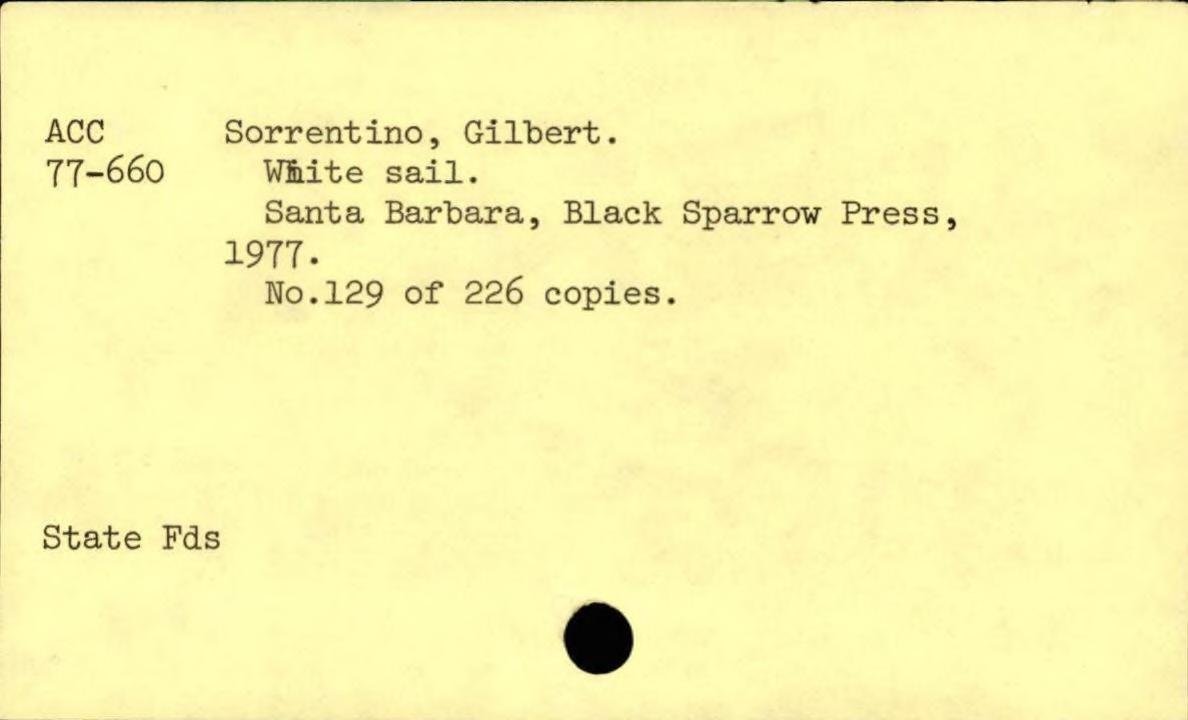 ACC Sorrentino, Gilbert.
77-660 White sail.
Santa Barbara, Black Sparrow Press,
1977.
No.129 of 226 copies.
State Fds